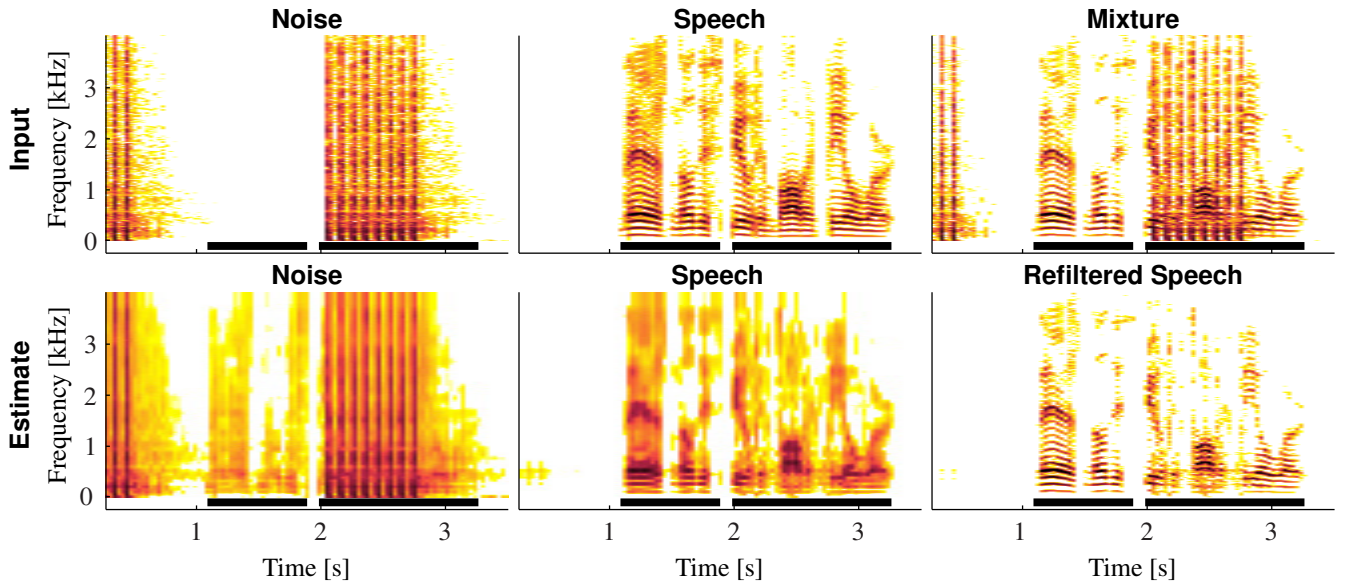 Noise Speech Mixture
Input
Frequency [kHz]
3
2
1
0
Noise Speech Refiltered Speech
Estimate
Frequency [kHz]
3
2
1
0
1 2 3 1 2 3 1 2 3
Time [s] Time [s] Time [s]